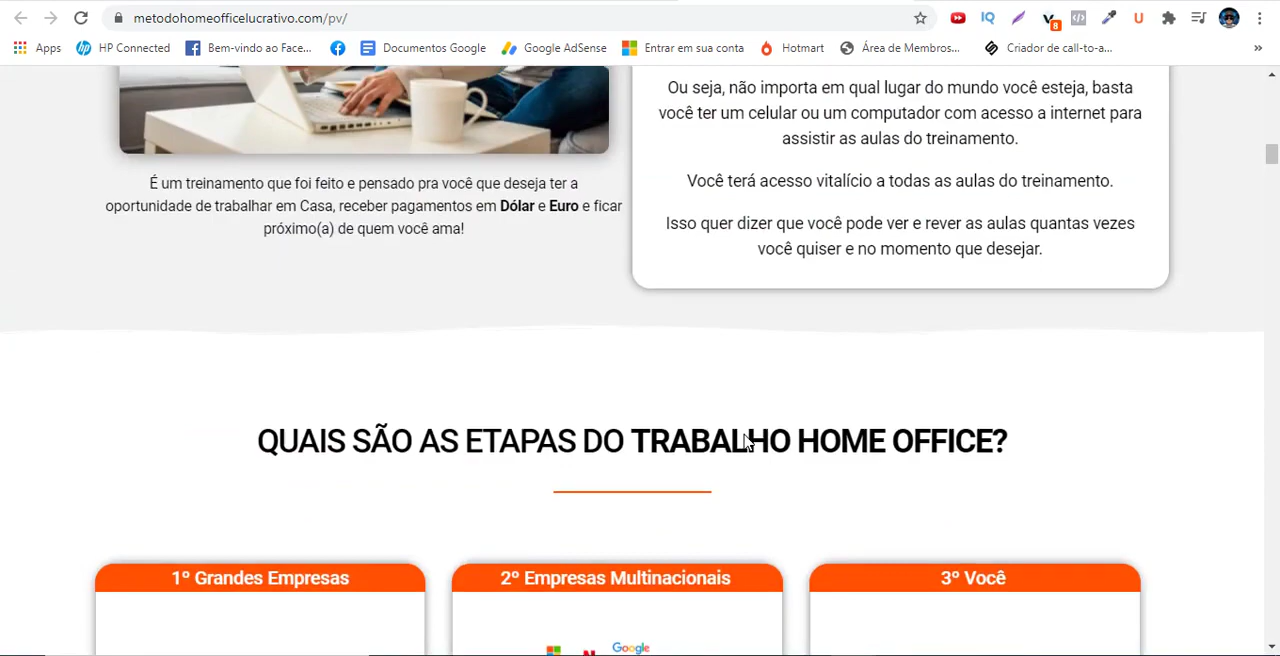 metodohomeofficelucrativo.com/pv/
IQ
V
8
U
Apps
HP Connected
Bem-vindo ao Face...
Documentos Google
Google AdSense
Entrar em sua conta
Hotmart
Área de Membros...
Criador de call-to-a...
»
Ou seja, não importa em qual lugar do mundo você esteja, basta
você ter um celular ou um computador com acesso a internet para
assistir as aulas do treinamento.
Você terá acesso vitalício a todas as aulas do treinamento.
Isso quer dizer que você pode ver e rever as aulas quantas vezes
você quiser e no momento que desejar.
É um treinamento que foi feito e pensado pra você que deseja ter a
oportunidade de trabalhar em Casa, receber pagamentos em Dólar e Euro e ficar
próximo(a) de quem você ama!
QUAIS SÃO AS ETAPAS DO TRABALHO HOME OFFICE?
1º Grandes Empresas
2º Empresas Multinacionais
3º Você
Google